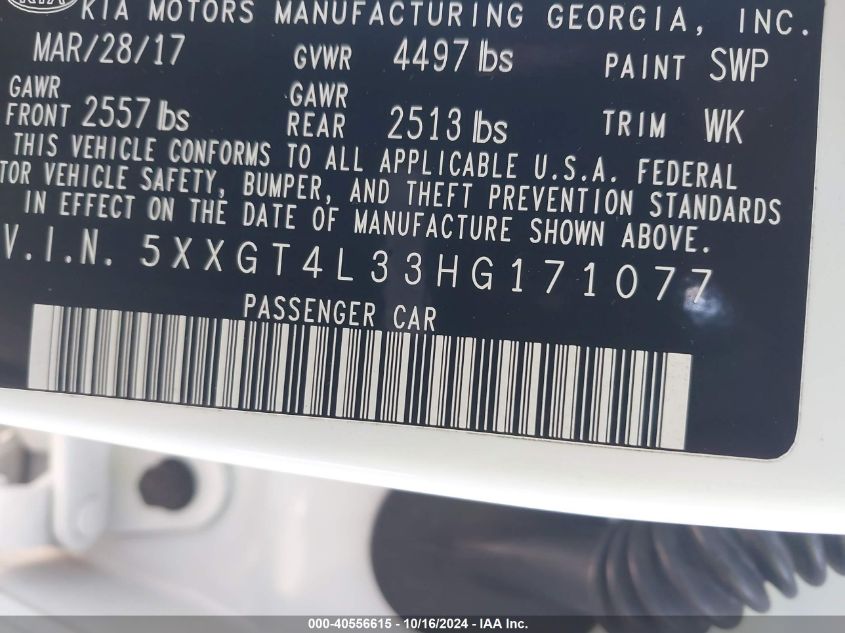 KIA
KIA MOTORS MANUFACTURING GEORGIA, INC.
MAR/28/17 GVWR 4497 lbs PAINT SWP
GAWR FRONT 2557 lbs GAWR REAR 2513 lbs TRIM WK
THIS VEHICLE CONFORMS TO ALL APPLICABLE U.S.A. FEDERAL
TOR VEHICLE SAFETY, BUMPER, AND THEFT PREVENTION STANDARDS
IN EFFECT ON THE DATE OF MANUFACTURE SHOWN ABOVE.
V.I.N. 5XXGT4L33HG171077
PASSENGER CAR
000-40556615 - 10/16/2024 - IAA Inc.